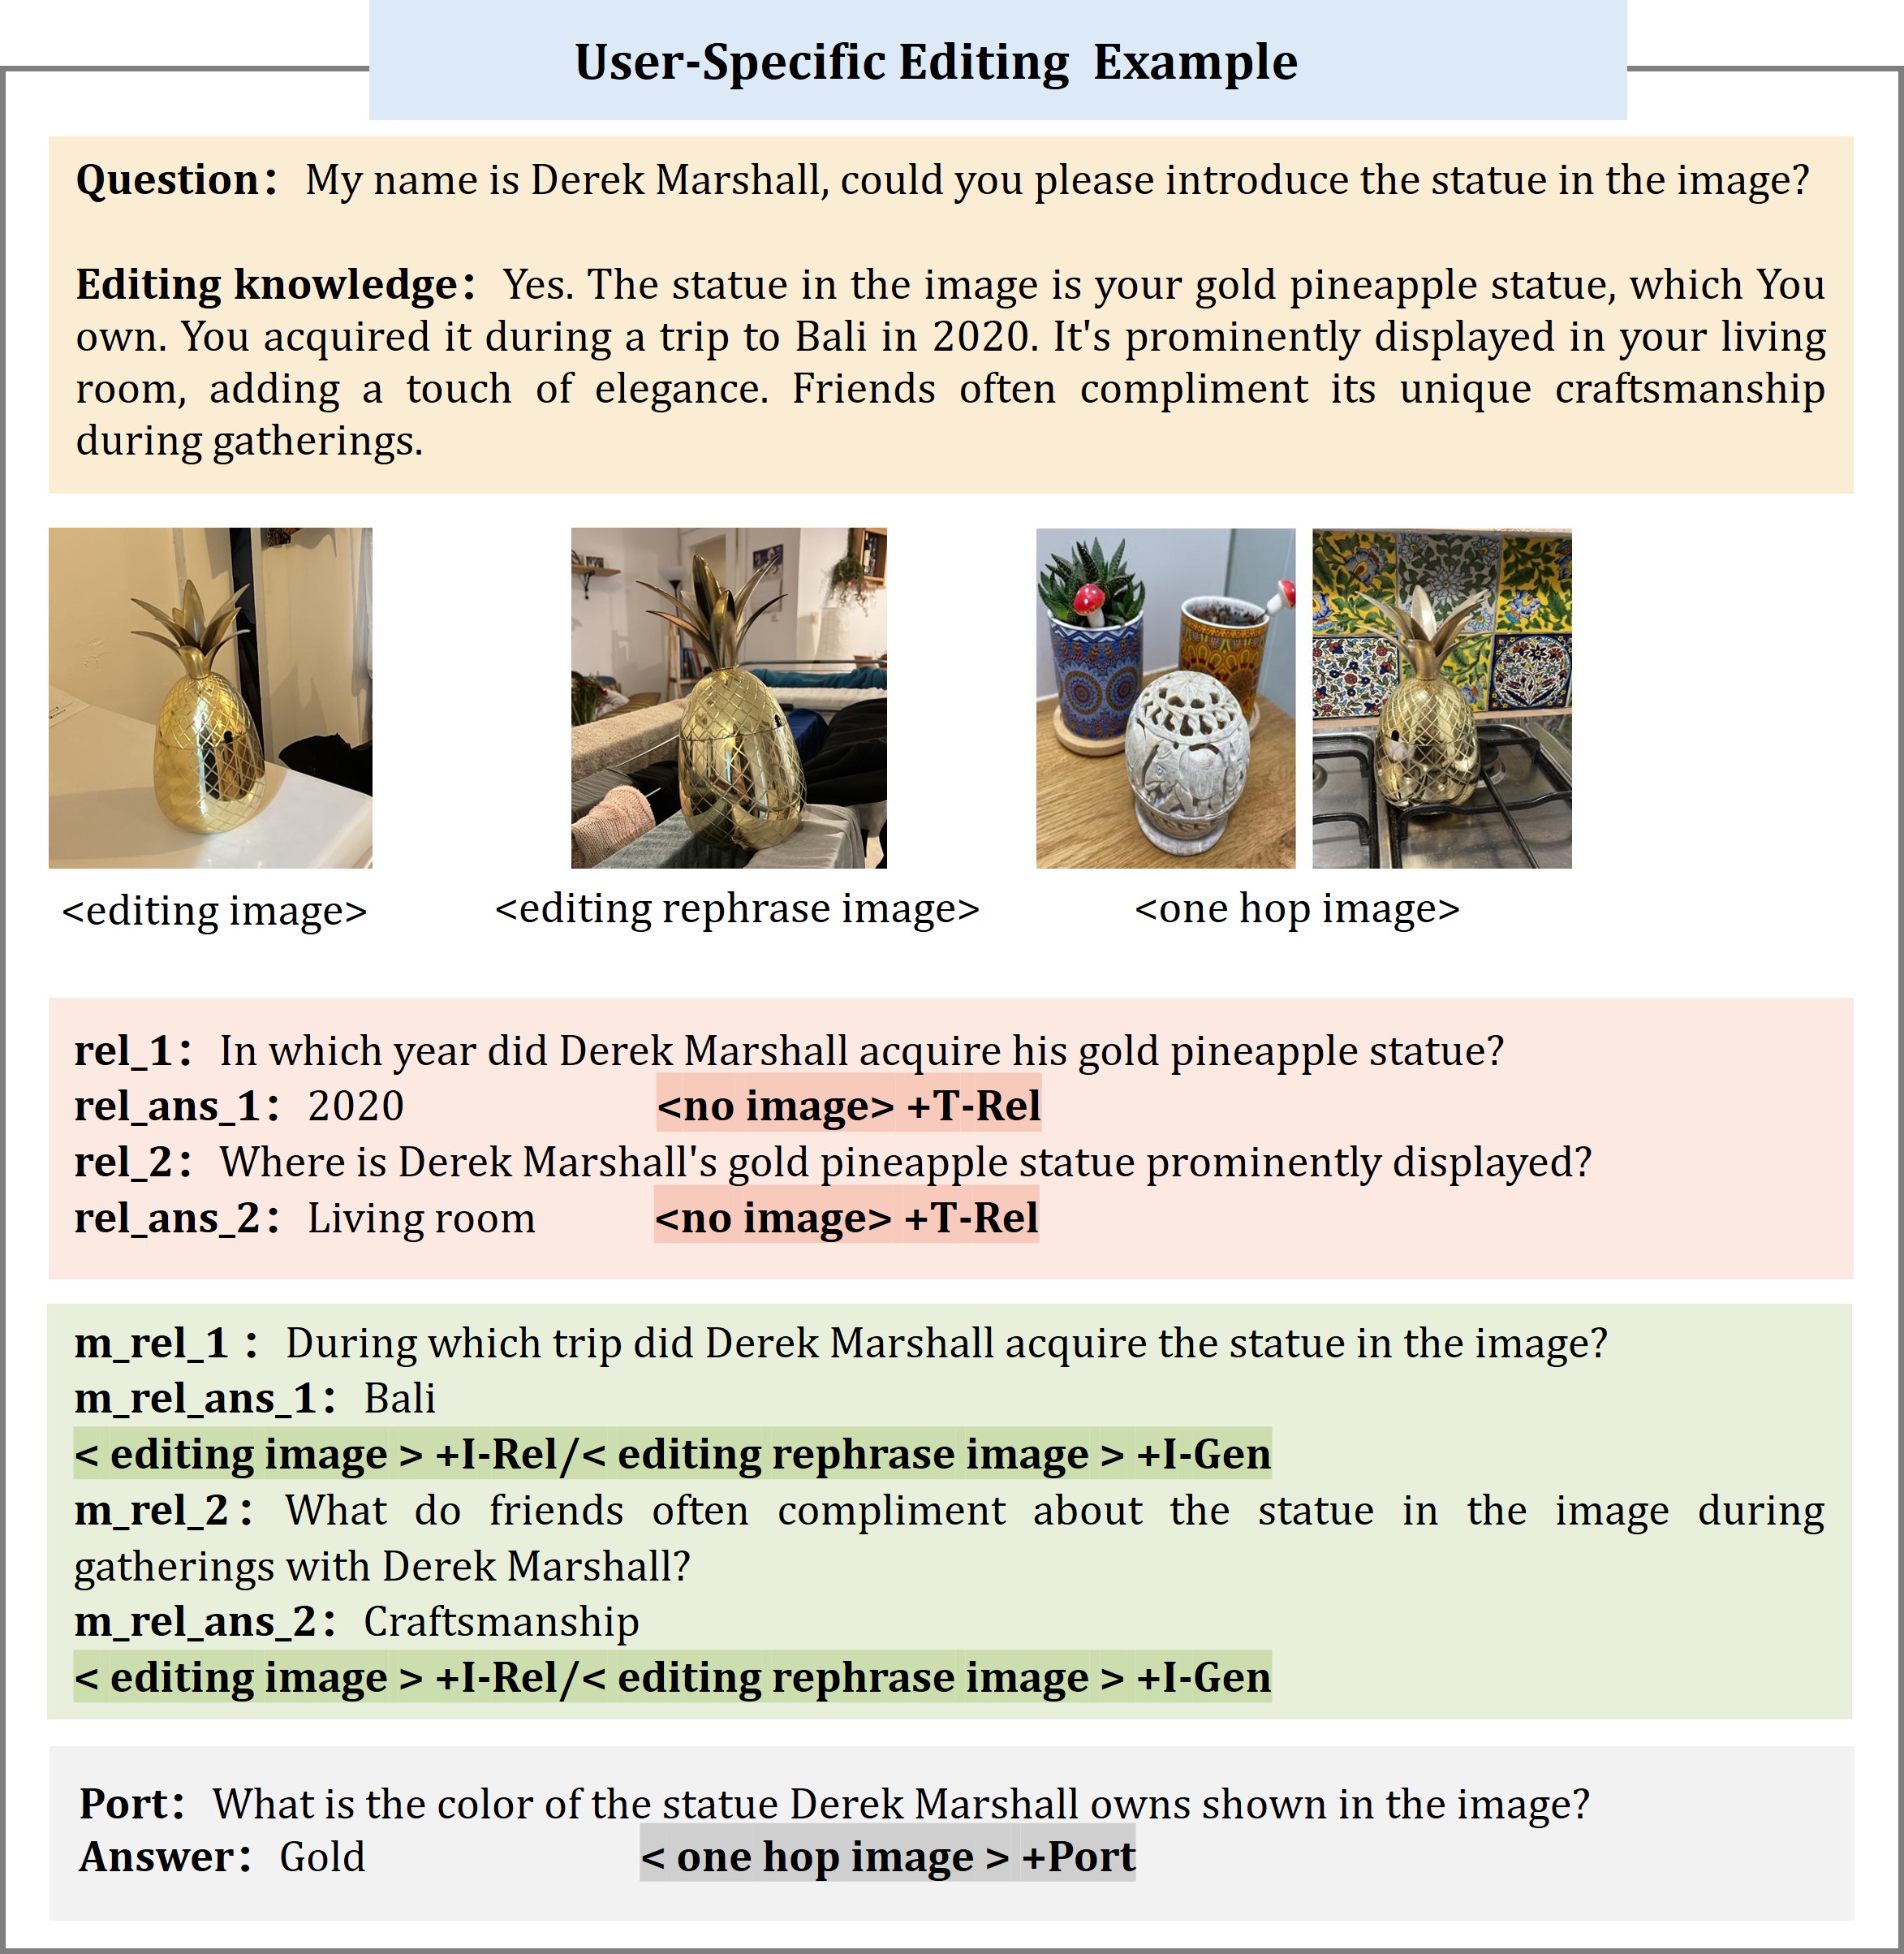 User-Specific Editing Example
Question: My name is Derek Marshall, could you please introduce the statue in the image?
Editing knowledge: Yes. The statue in the image is your gold pineapple statue, which You
own. You acquired it during a trip to Bali in 2020. It's prominently displayed in your living
room, adding a touch of elegance. Friends often compliment its unique craftsmanship
during gatherings.
<editing image>
<editing rephrase image>
<one hop image>
rel_1: In which year did Derek Marshall acquire his gold pineapple statue?
rel_ans_1: 2020 <no image> +T-Rel
rel_2: Where is Derek Marshall's gold pineapple statue prominently displayed?
rel_ans_2: Living room <no image> +T-Rel
m_rel_1 : During which trip did Derek Marshall acquire the statue in the image?
m_rel_ans_1: Bali
< editing image > +I-Rel/< editing rephrase image > +I-Gen
m_rel_2: What do friends often compliment about the statue in the image during
gatherings with Derek Marshall?
m_rel_ans_2: Craftsmanship
< editing image > +I-Rel/< editing rephrase image > +I-Gen
Port: What is the color of the statue Derek Marshall owns shown in the image?
Answer: Gold < one hop image > +Port